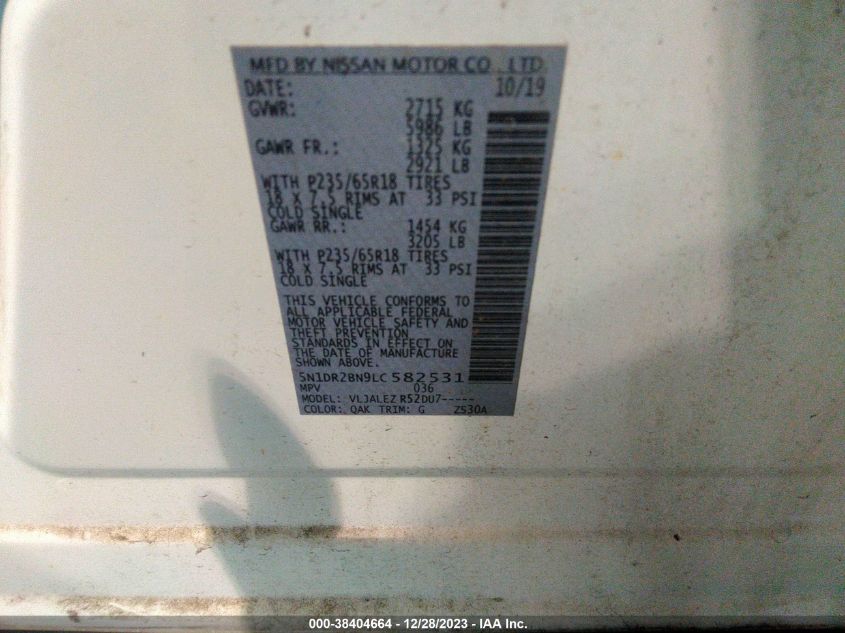 MFD BY NISSAN MOTOR CO., LTD.
DATE: 10/19
GVWR: 2715 KG
5986 LB
GAWR FR.: 1325 KG
2921 LB
WITH P235/65R18 TIRES
18 X 7.5 RIMS AT 33 PSI
COLD SINGLE
GAWR RR.: 1454 KG
3205 LB
WITH P235/65R18 TIRES
18 X 7.5 RIMS AT 33 PSI
COLD SINGLE
THIS VEHICLE CONFORMS TO
ALL APPLICABLE FEDERAL
MOTOR VEHICLE SAFETY AND
THEFT PREVENTION
STANDARDS IN EFFECT ON
THE DATE OF MANUFACTURE
SHOWN ABOVE.
5N1DR2BN9LC582531
MPV 036
MODEL: VLJALEZ R52DU7-----
COLOR: QAK TRIM: G ZS30A
000-38404664 - 12/28/2023 - IAA Inc.